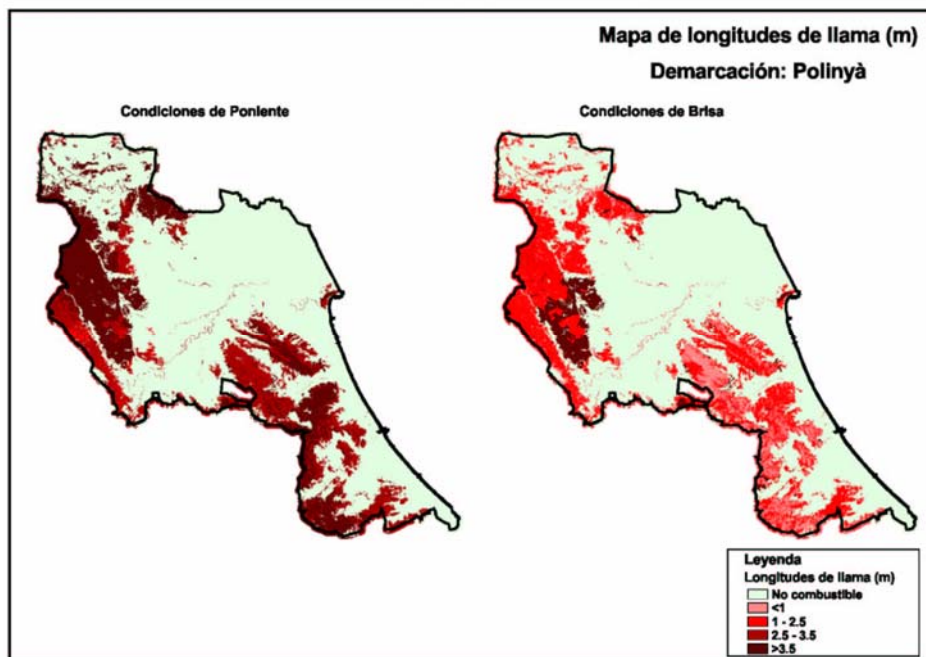 Mapa de longitudes de llama (m)
Demarcación: Polinyà
Condiciones de Poniente
Condiciones de Brisa
Leyenda
Longitudes de llama (m)
No combustible
<1
1 - 2.5
2.5 - 3.5
>3.5